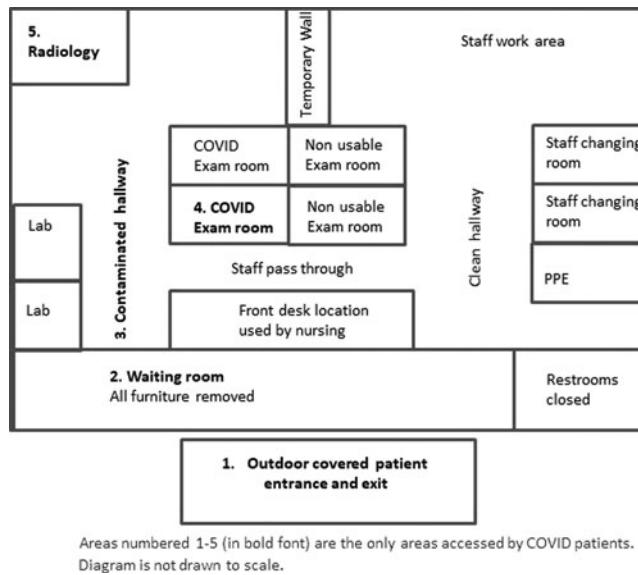 5.
Radiology
Temporary Wall
Staff work area
COVID
Exam room
Non usable
Exam room
Staff changing
room
4. COVID
Exam room
Non usable
Exam room
Staff changing
room
Lab
3. Contaminated hallway
Clean hallway
Staff pass through
PPE
Lab
Front desk location
used by nursing
2. Waiting room
All furniture removed
Restrooms
closed
1. Outdoor covered patient
entrance and exit
Areas numbered 1-5 (in bold font) are the only areas accessed by COVID patients.
Diagram is not drawn to scale.